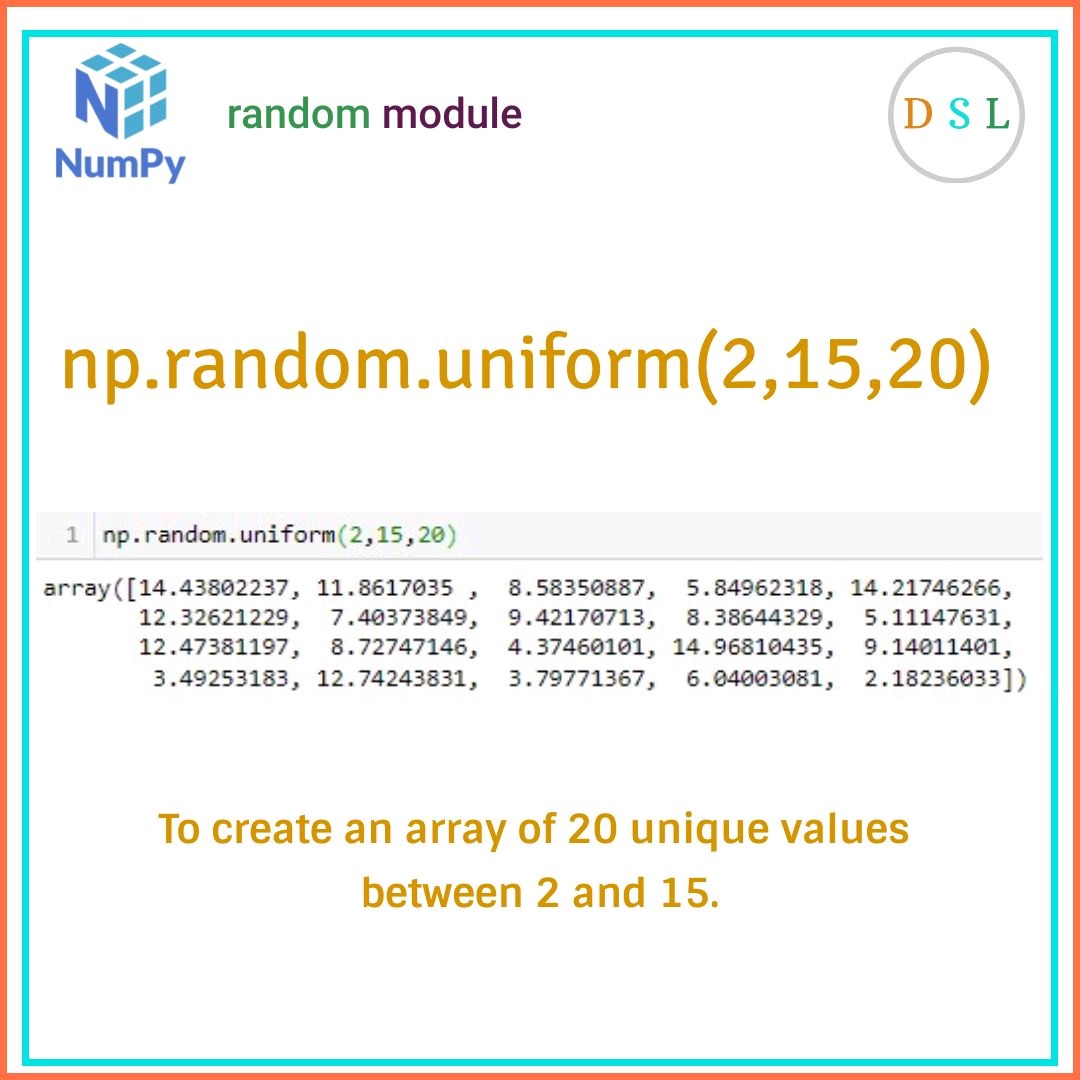 NumPy
random module
D S L
np.random.uniform(2,15,20)
1 np.random.uniform(2,15,20)
array([14.43802237, 11.8617035 ,  8.58350887,  5.84962318, 14.21746266,
12.32621229,  7.40373849,  9.42170713,  8.38644329,  5.11147631,
12.47381197,  8.72747146,  4.37460101, 14.96810435,  9.14011401,
3.49253183, 12.74243831,  3.79771367,  6.04003081,  2.18236033])
To create an array of 20 unique values
between 2 and 15.